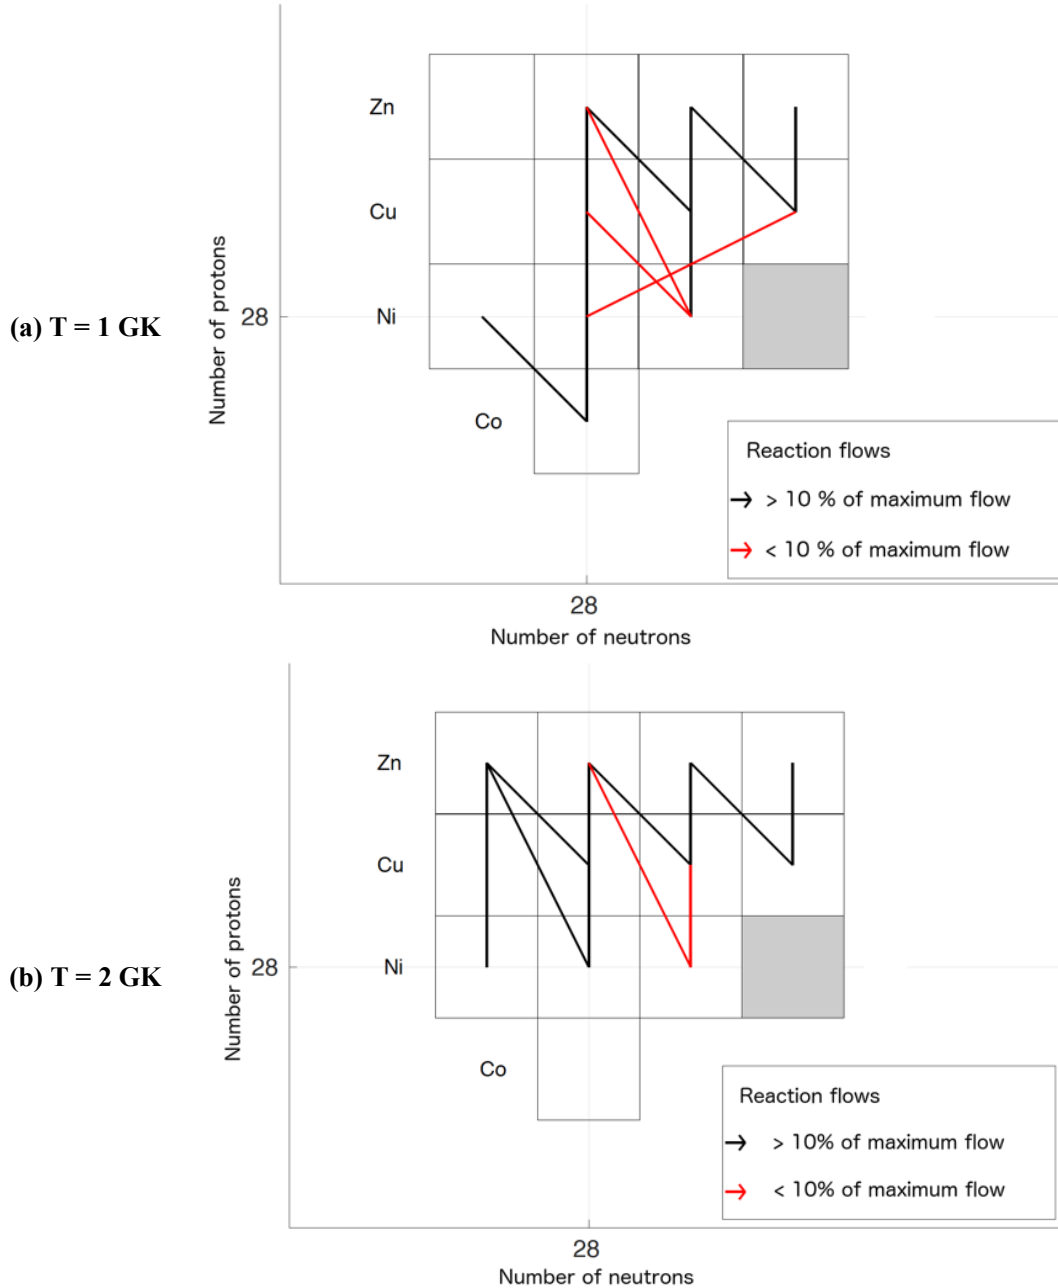 Zn
Cu
Number of protons
(a) T = 1 GK
28
Ni
Co
Reaction flows
> 10 % of maximum flow
< 10 % of maximum flow
28
Number of neutrons
Zn
Cu
Number of protons
(b) T = 2 GK
28
Ni
Co
Reaction flows
> 10% of maximum flow
< 10% of maximum flow
28
Number of neutrons